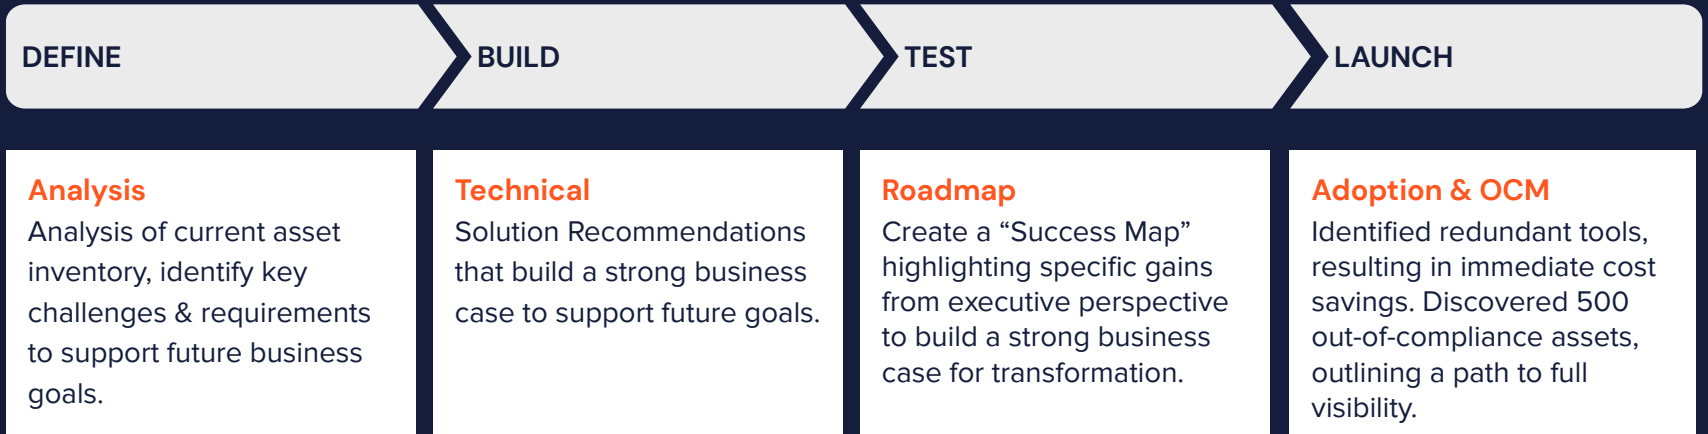 DEFINE
BUILD
TEST
LAUNCH
Analysis
Analysis of current asset
inventory, identify key
challenges & requirements
to support future business
goals.
Technical
Solution Recommendations
that build a strong business
case to support future goals.
Roadmap
Create a “Success Map”
highlighting specific gains
from executive perspective
to build a strong business
case for transformation.
Adoption & OCM
Identified redundant tools,
resulting in immediate cost
savings. Discovered 500
out-of-compliance assets,
outlining a path to full
visibility.